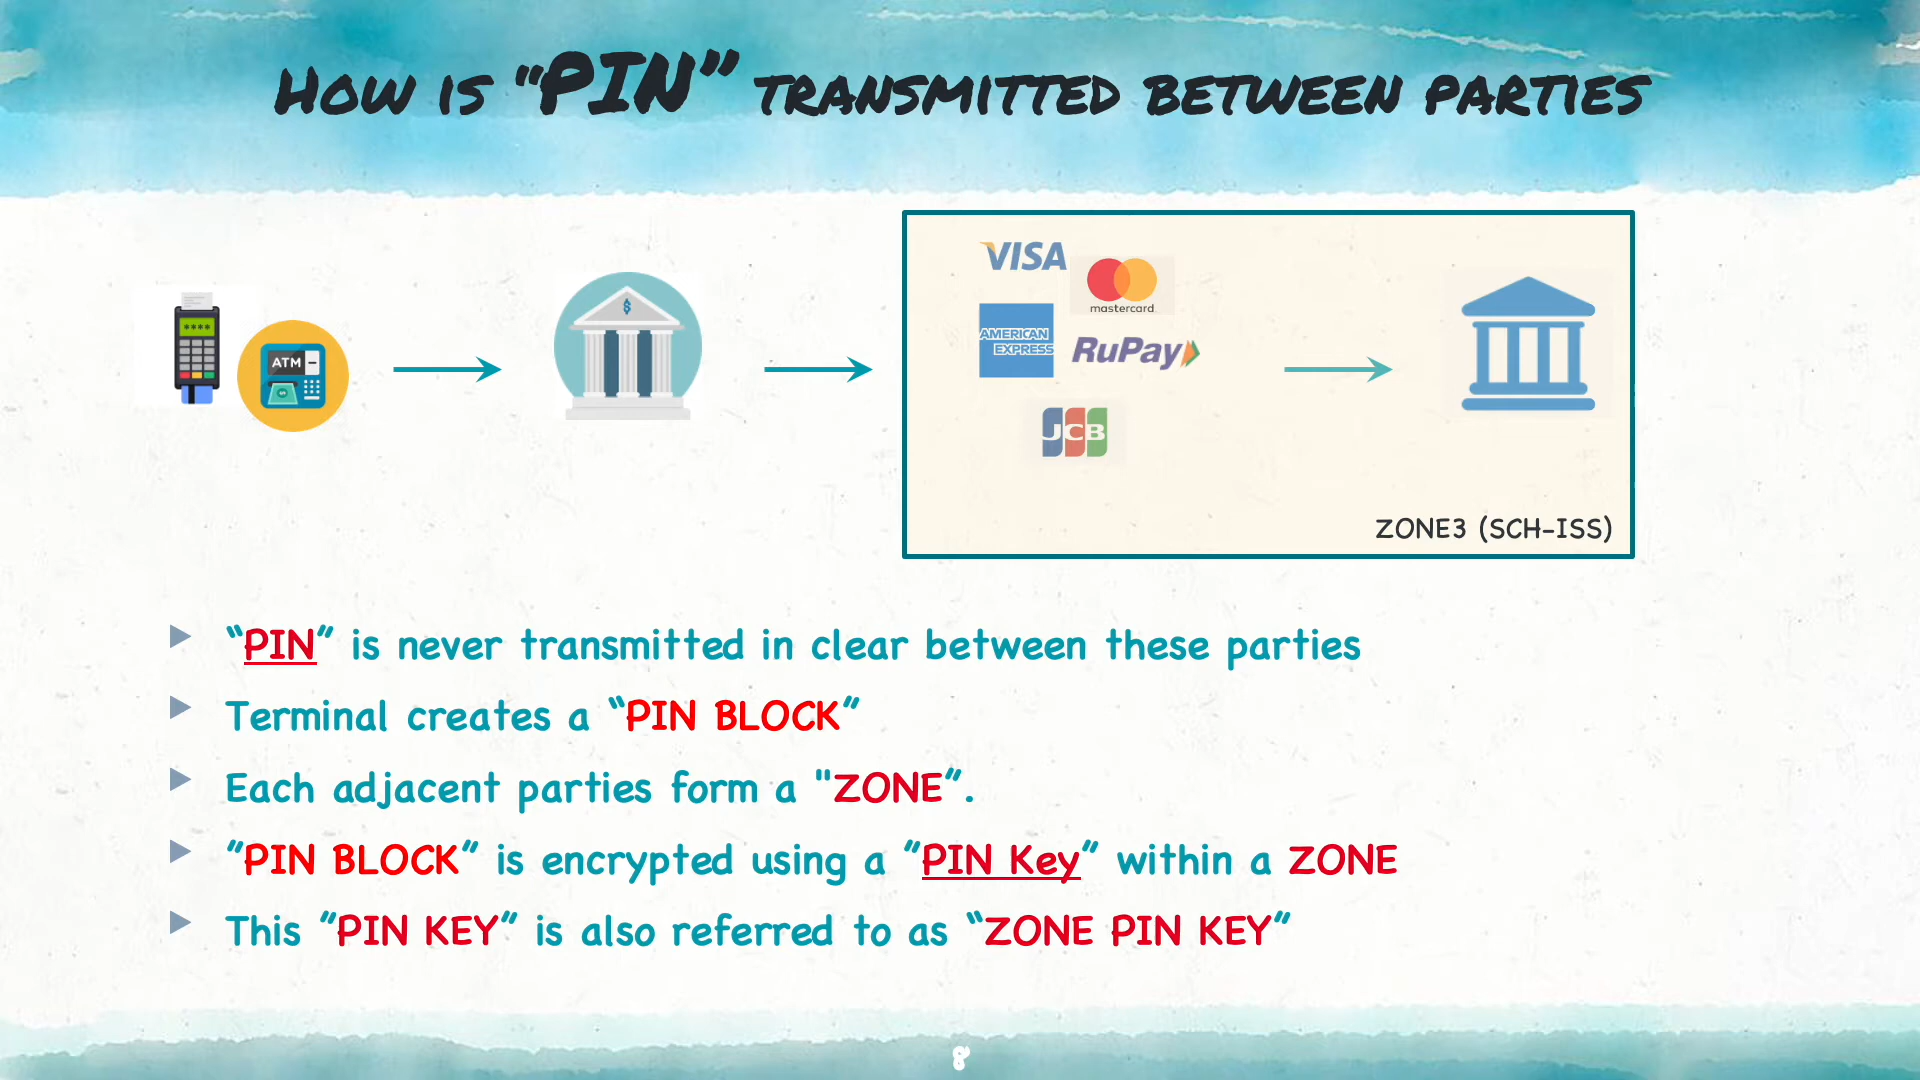 How is “PIN” transmitted between parties
VISA
mastercard
****
ATM
AMERICAN
EXPRESS
RuPay
JCB
ZONE3 (SCH-ISS)
“PIN” is never transmitted in clear between these parties
Terminal creates a “PIN BLOCK”
Each adjacent parties form a "ZONE”.
”PIN BLOCK” is encrypted using a ”PIN Key” within a ZONE
This ”PIN KEY” is also referred to as “ZONE PIN KEY”
8